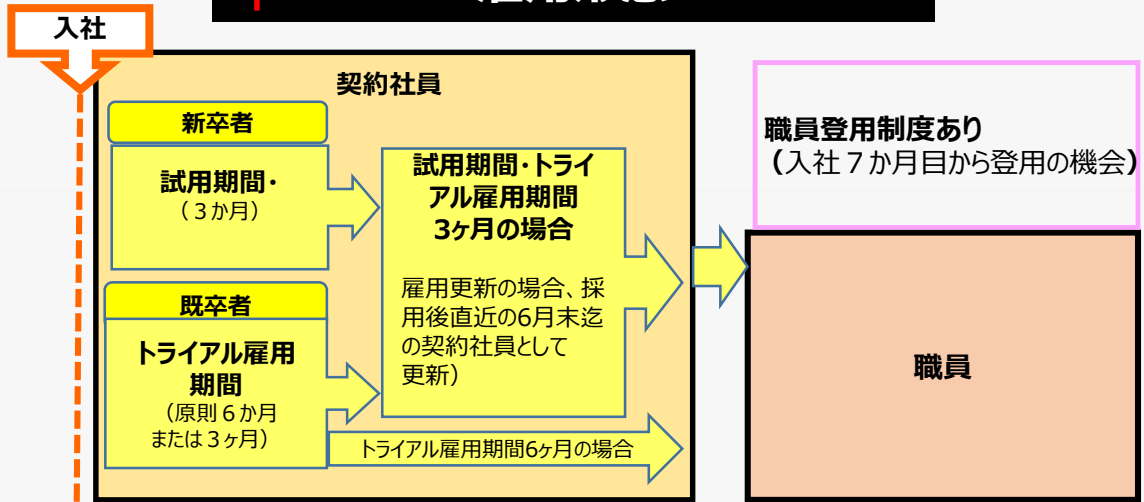 入社
契約社員
新卒者
試用期間・
（３か月）
既卒者
トライアル雇用
期間
（原則６か月
または３ヶ月）
試用期間・トライ
アル雇用期間
3ヶ月の場合
雇用更新の場合、採
用後直近の6月末迄
の契約社員として
更新）
トライアル雇用期間6ヶ月の場合
職員登用制度あり
（入社７か月目から登用の機会）
職員